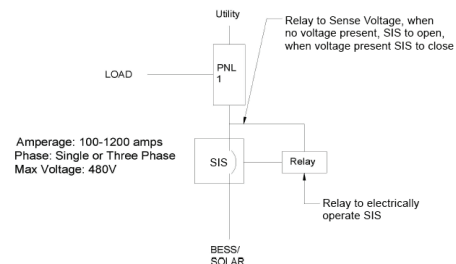 Utility
Relay to Sense Voltage, when
no voltage present, SIS to open,
when voltage present SIS to close
LOAD
PNL
1
Amperage: 100-1200 amps
Phase: Single or Three Phase
Max Voltage: 480V
SIS
Relay
Relay to electrically
operate SIS
BESS/
SOLAR